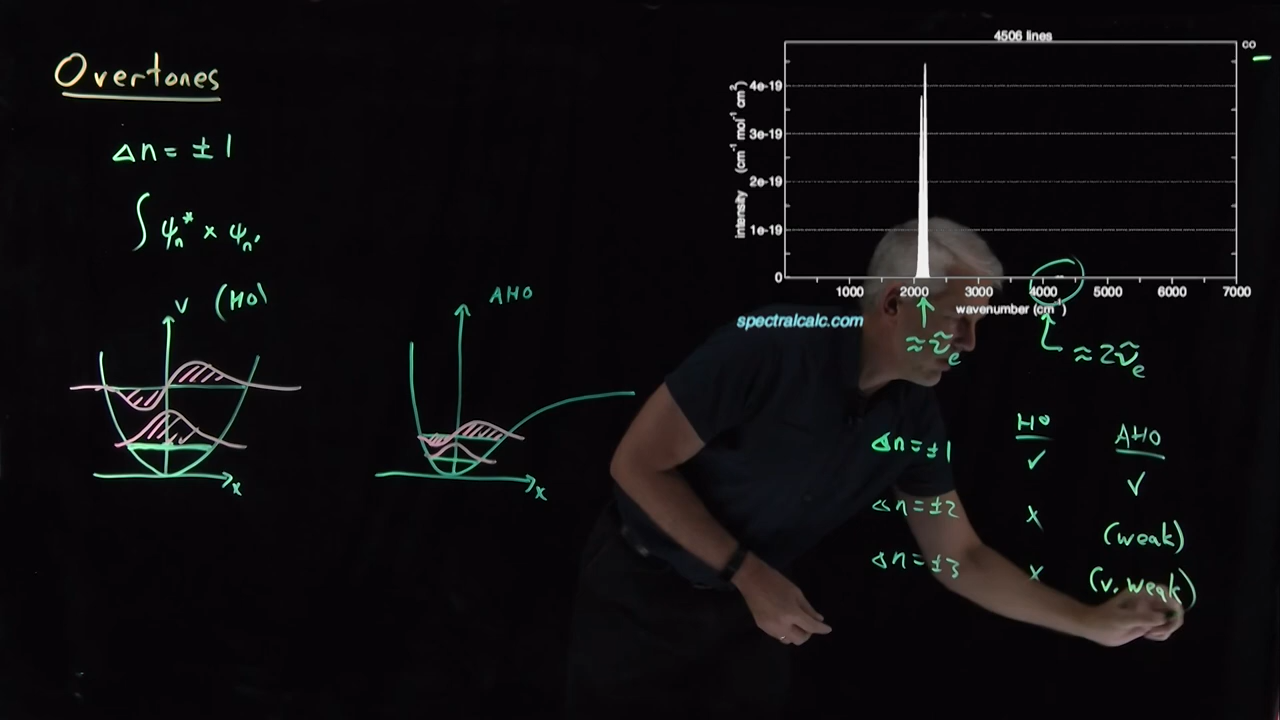 Overtones
Δn = ±1
∫ ψn* x ψn'
V (HO)
x
AHO
x
4506 lines
CO
intensity (cm⁻¹ mol⁻¹ cm²)
4e-19
3e-19
2e-19
1e-19
0
1000 2000 3000 4000 5000 6000 7000
wavenumber (cm⁻¹)
spectralcalc.com
≈ ν̃e
≈ 2ν̃e
HO AHO
Δn = ±1 ✓ ✓
Δn = ±2 x (weak)
Δn = ±3 x (v. weak)